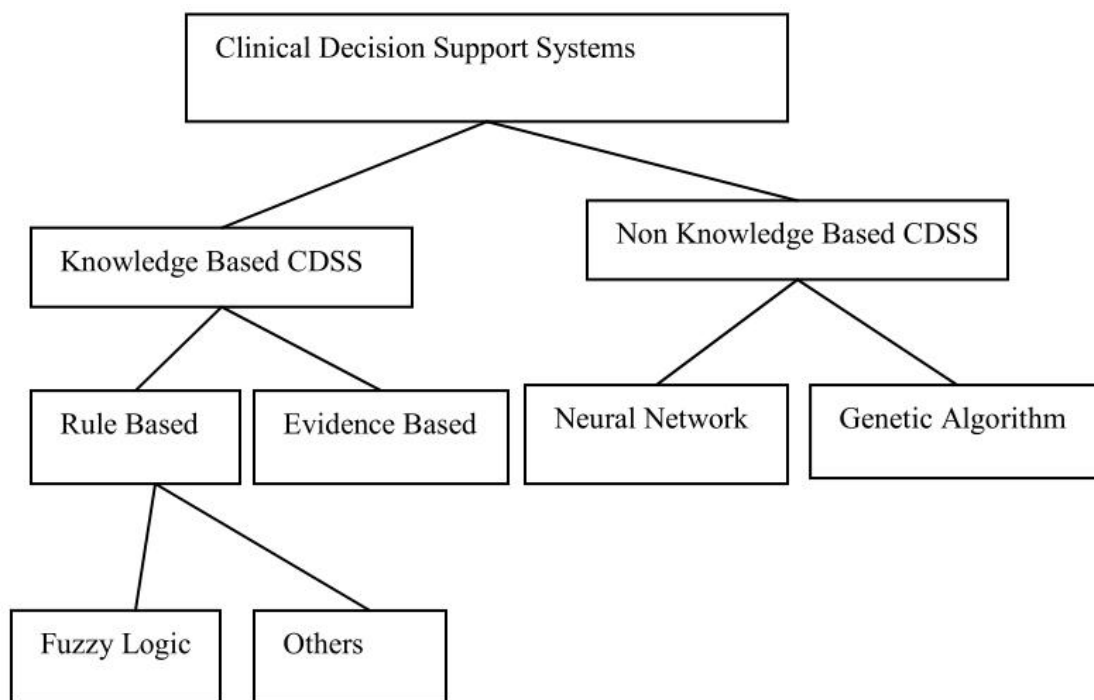 Clinical Decision Support Systems
Knowledge Based CDSS
Non Knowledge Based CDSS
Rule Based
Evidence Based
Neural Network
Genetic Algorithm
Fuzzy Logic
Others